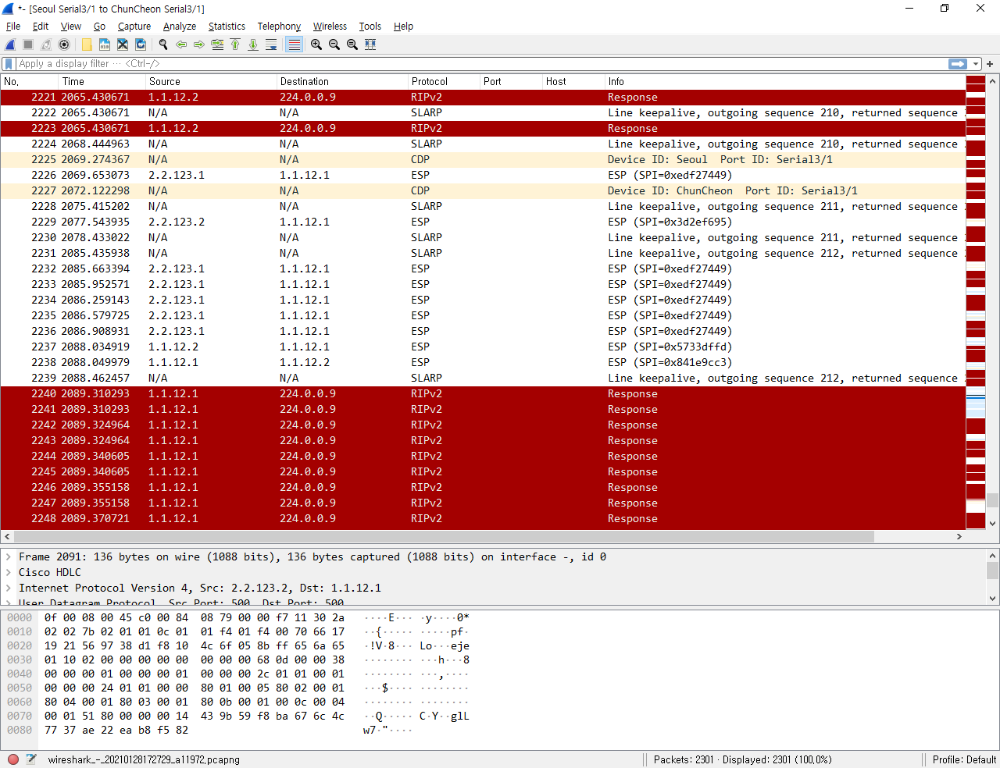 *- [Seoul Serial3/1 to ChunCheon Serial3/1]
File Edit View Go Capture Analyze Statistics Telephony Wireless Tools Help
Apply a display filter ··· <Ctrl-/>
No. Time Source Destination Protocol Port Host Info
2221 2065.430671 1.1.12.2 224.0.0.9 RIPv2 Response
2222 2065.430671 N/A N/A SLARP Line keepalive, outgoing sequence 210, returned sequence
2223 2065.430671 1.1.12.2 224.0.0.9 RIPv2 Response
2224 2068.444963 N/A N/A SLARP Line keepalive, outgoing sequence 210, returned sequence
2225 2069.274367 N/A N/A CDP Device ID: Seoul Port ID: Serial3/1
2226 2069.653073 2.2.123.1 1.1.12.1 ESP ESP (SPI=0xedf27449)
2227 2072.122298 N/A N/A CDP Device ID: ChunCheon Port ID: Serial3/1
2228 2075.415202 N/A N/A SLARP Line keepalive, outgoing sequence 211, returned sequence
2229 2077.543935 2.2.123.2 1.1.12.1 ESP ESP (SPI=0x3d2ef695)
2230 2078.433022 N/A N/A SLARP Line keepalive, outgoing sequence 211, returned sequence
2231 2085.435938 N/A N/A SLARP Line keepalive, outgoing sequence 212, returned sequence
2232 2085.663394 2.2.123.1 1.1.12.1 ESP ESP (SPI=0xedf27449)
2233 2085.952571 2.2.123.1 1.1.12.1 ESP ESP (SPI=0xedf27449)
2234 2086.259143 2.2.123.1 1.1.12.1 ESP ESP (SPI=0xedf27449)
2235 2086.579725 2.2.123.1 1.1.12.1 ESP ESP (SPI=0xedf27449)
2236 2086.908931 2.2.123.1 1.1.12.1 ESP ESP (SPI=0xedf27449)
2237 2088.034919 1.1.12.2 1.1.12.1 ESP ESP (SPI=0x5733dffd)
2238 2088.049979 1.1.12.1 1.1.12.2 ESP ESP (SPI=0x841e9cc3)
2239 2088.462457 N/A N/A SLARP Line keepalive, outgoing sequence 212, returned sequence
2240 2089.310293 1.1.12.1 224.0.0.9 RIPv2 Response
2241 2089.310293 1.1.12.1 224.0.0.9 RIPv2 Response
2242 2089.324964 1.1.12.1 224.0.0.9 RIPv2 Response
2243 2089.324964 1.1.12.1 224.0.0.9 RIPv2 Response
2244 2089.340605 1.1.12.1 224.0.0.9 RIPv2 Response
2245 2089.340605 1.1.12.1 224.0.0.9 RIPv2 Response
2246 2089.355158 1.1.12.1 224.0.0.9 RIPv2 Response
2247 2089.355158 1.1.12.1 224.0.0.9 RIPv2 Response
2248 2089.370721 1.1.12.1 224.0.0.9 RIPv2 Response
Frame 2091: 136 bytes on wire (1088 bits), 136 bytes captured (1088 bits) on interface -, id 0
Cisco HDLC
Internet Protocol Version 4, Src: 2.2.123.2, Dst: 1.1.12.1
User Datagram Protocol, Src Port: 500, Dst Port: 500
0000 0f 00 08 00 45 c0 00 84 08 79 00 00 f7 11 30 2a ····E··· ·y····0*
0010 02 02 7b 02 01 01 0c 01 01 f4 01 f4 00 70 66 17 ··{····· ·····pf·
0020 19 21 56 97 38 d1 f8 10 4c 6f 05 8b ff 65 6a 65 ·!V·8··· Lo···eje
0030 01 10 02 00 00 00 00 00 00 00 00 68 0d 00 00 38 ········ ···h···8
0040 00 00 00 01 00 00 00 01 00 00 00 2c 01 01 00 01 ········ ···,····
0050 00 00 00 24 01 01 00 00 80 01 00 05 80 02 00 01 ···$···· ········
0060 80 04 00 01 80 03 00 01 80 0b 00 01 00 0c 00 04 ········ ········
0070 00 01 51 80 00 00 00 14 43 9b 59 f8 ba 67 6c 4c ··Q····· C·Y··glL
0080 77 37 ae 22 ea b8 f5 82 w7·"····
wireshark_-_20210128172729_a11972.pcapng Packets: 2301 · Displayed: 2301 (100.0%) Profile: Default